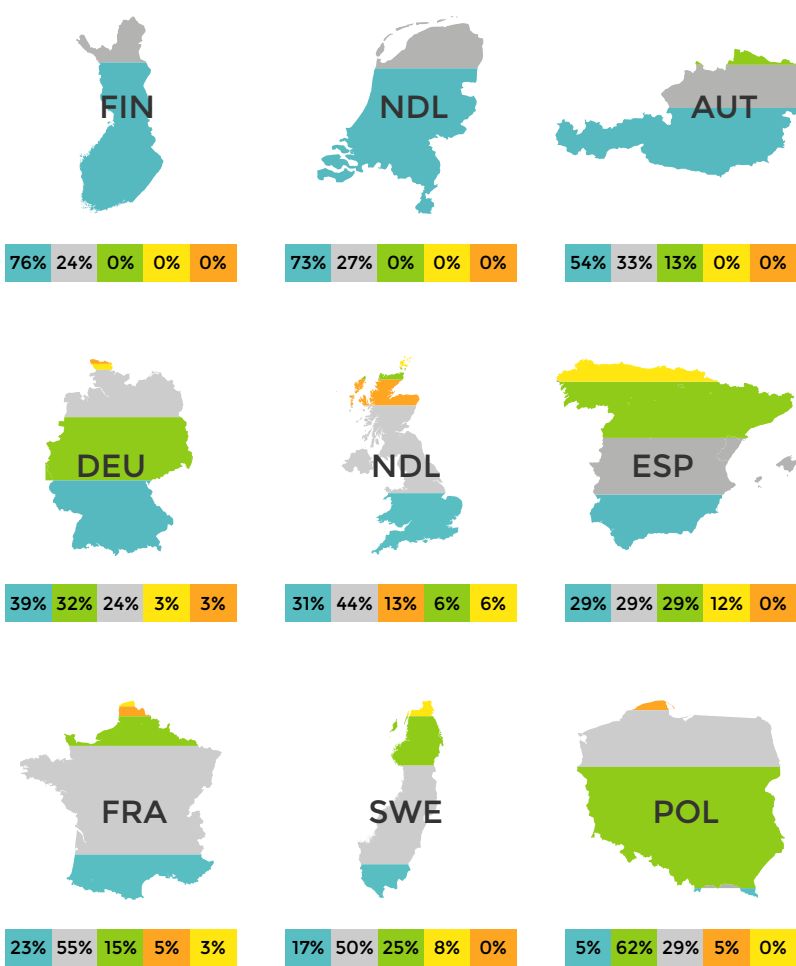 FIN
NDL
AUT
76% 24% 0% 0% 0%
73% 27% 0% 0% 0%
54% 33% 13% 0% 0%
DEU
NDL
ESP
39% 32% 24% 3% 3%
31% 44% 13% 6% 6%
29% 29% 29% 12% 0%
FRA
SWE
POL
23% 55% 15% 5% 3%
17% 50% 25% 8% 0%
5% 62% 29% 5% 0%